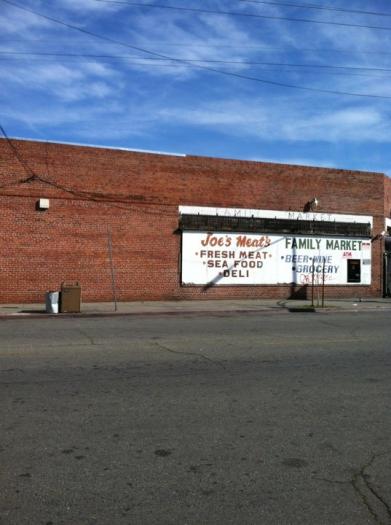 FAMILY MARKET
Joe's Meats
FRESH MEAT
SEA FOOD
DELI
FAMILY MARKET
BEER • WINE
GROCERY
ATM